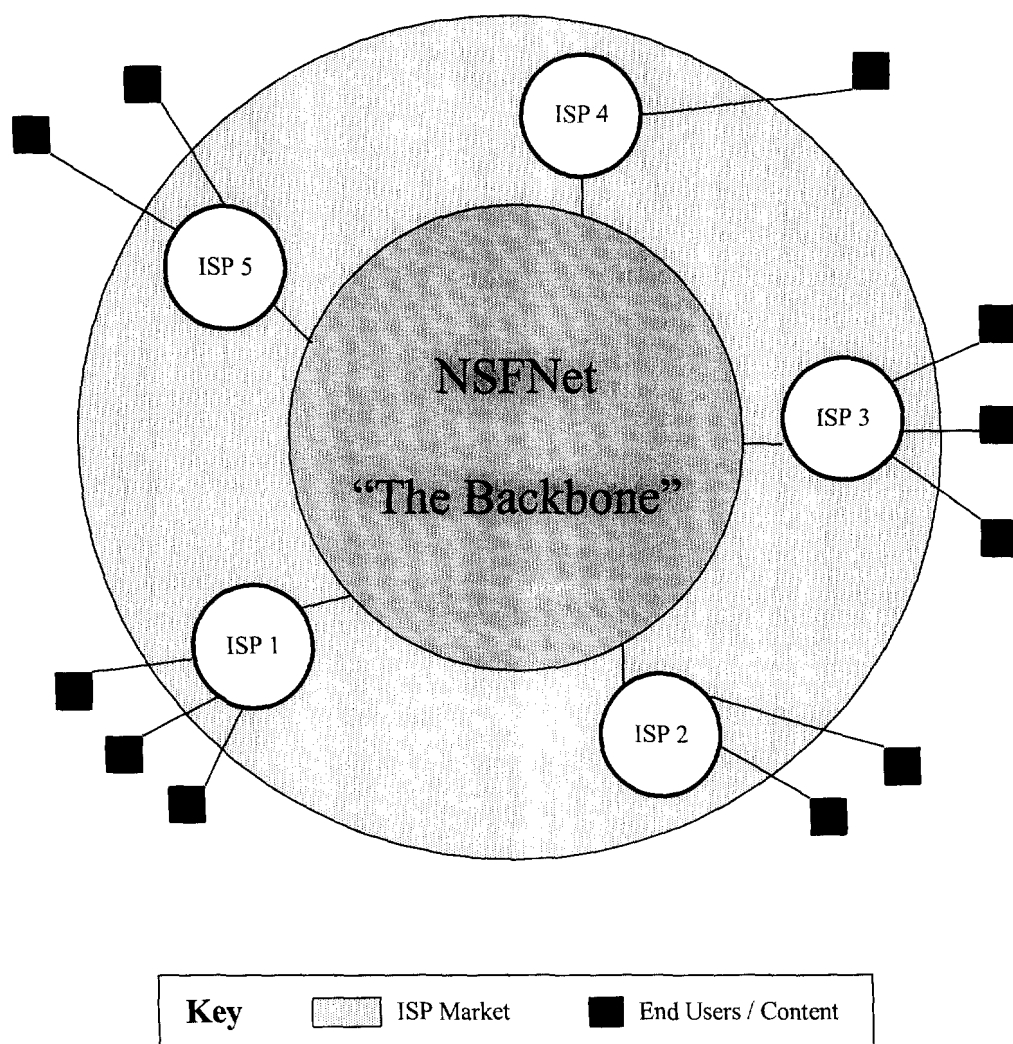 ISP 4
ISP 5
NSFNet
ISP 3
“The Backbone”
ISP 1
ISP 2
Key
ISP Market
End Users / Content